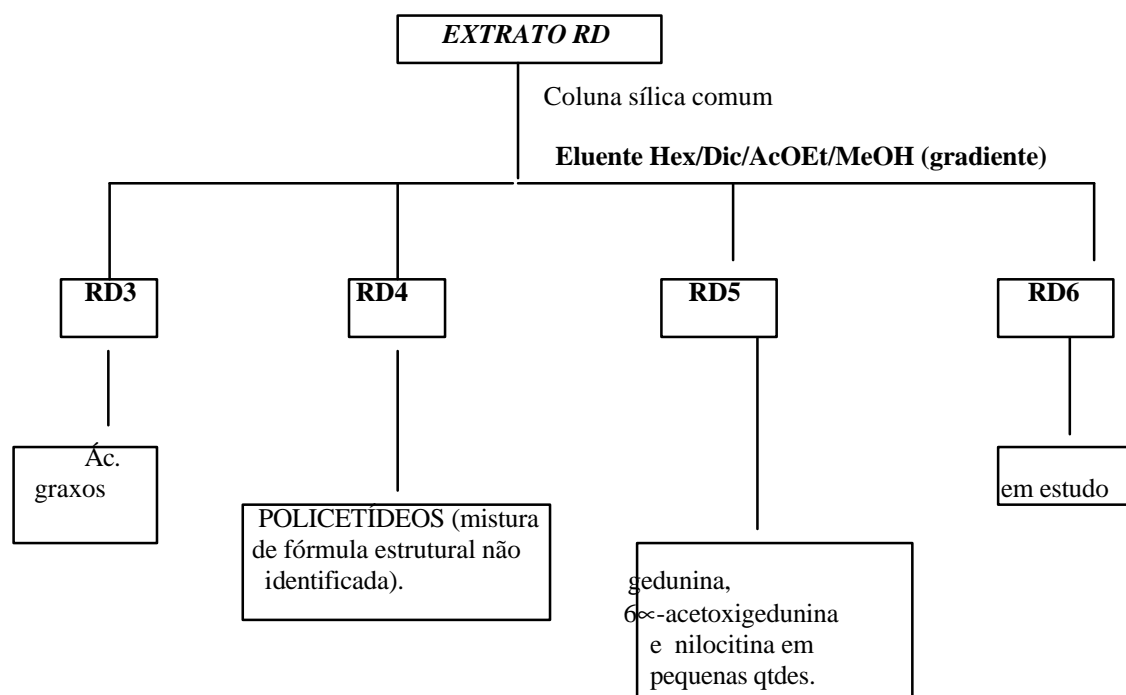 EXTRATO RD
Coluna sílica comum
Eluente Hex/Dic/AcOEt/MeOH (gradiente)
RD3
RD4
RD5
RD6
Ác.
graxos
POLICETÍDEOS (mistura
de fórmula estrutural não
identificada).
gedunina,
6∝-acetoxigedunina
e nilocitina em
pequenas qtdes.
em estudo